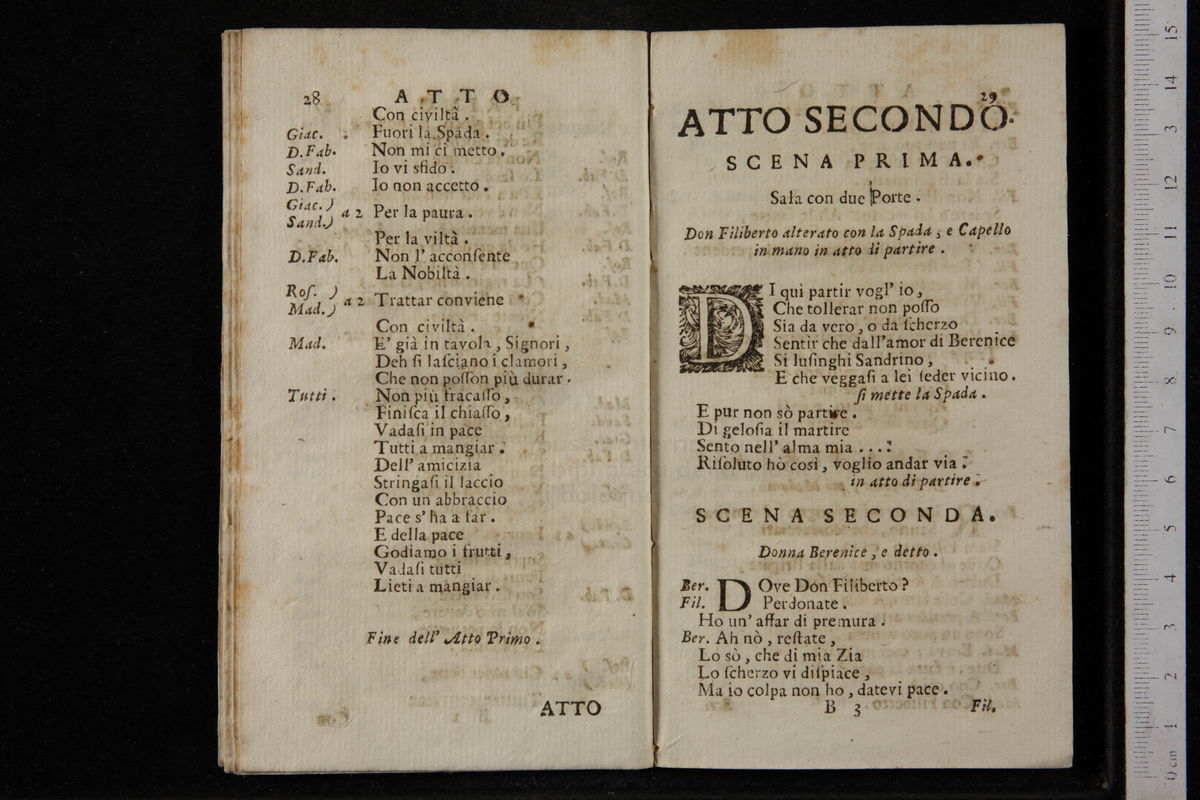 28 ATTO
Con civiltà .
Giac. . Fuori la Spada .
D.Fab. Non mi ci metto .
Sand. Io vi sfido .
D.Fab. Io non accetto .
Giac.)
Sand.) a 2 Per la paura .
Per la viltà .
D.Fab. Non l' acconſente
La Nobiltà .
Roſ. )
Mad.) a 2 Trattar conviene
Con civiltà .
Mad. E' già in tavola , Signori ,
Deh ſi laſciano i clamori ,
Che non poſſon più durar .
Tutti . Non più fracaſſo ,
Finiſca il chiaſſo ,
Vadaſi in pace
Tutti a mangiar .
Dell' amicizia
Stringaſi il laccio
Con un abbraccio
Pace s' ha a far .
E della pace
Godiamo i frutti ,
Vadaſi tutti
Lieti a mangiar .
Fine dell' Atto Primo .
ATTO
29
ATTO SECONDO.
SCENA PRIMA.
Sala con due Porte .
Don Filiberto alterato con la Spada , e Capello
in mano in atto di partire .
DI quì partir vogl' io ,
Che tollerar non poſſo
Sia da vero , o da ſcherzo
Sentir che dall'amor di Berenice
Si luſinghi Sandrino ,
E che veggaſi a lei ſeder vicino .
ſi mette la Spada .
E pur non sò partire .
Di geloſia il martire
Sento nell' alma mia . . . .
Riſoluto hò così , voglio andar via .
in atto di partire .
SCENA SECONDA.
Donna Berenice , e detto .
Ber. DOve Don Filiberto ?
Fil. Perdonate .
Ho un' affar di premura .
Ber. Ah nò , reſtate ,
Lo sò , che di mia Zia
Lo ſcherzo vi diſpiace ,
Ma io colpa non ho , datevi pace .
B 3 Fil.